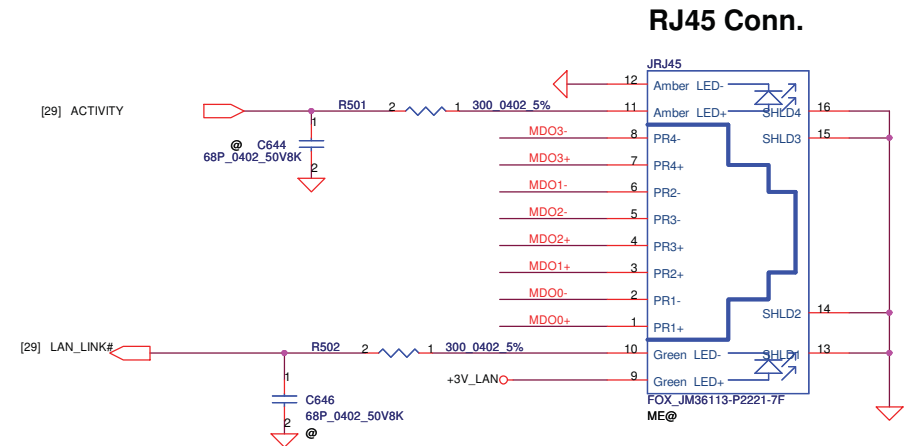 RJ45 Conn.
JRJ45
12 Amber LED-
[29] ACTIVITY R501 2 1 300_0402_5% 11 Amber LED+ SHLD4 16
1 MDO3- 8 PR4- SHLD3 15
@ C644
68P_0402_50V8K
2
MDO3+ 7 PR4+
MDO1- 6 PR2-
MDO2- 5 PR3-
MDO2+ 4 PR3+
MDO1+ 3 PR2+
MDO0- 2 PR1-
SHLD2 14
MDO0+ 1 PR1+
[29] LAN_LINK# R502 2 1 300_0402_5% 10 Green LED- SHLD1 13
1 +3V_LAN 9 Green LED+
C646
68P_0402_50V8K
2 @
FOX_JM36113-P2221-7F
ME@